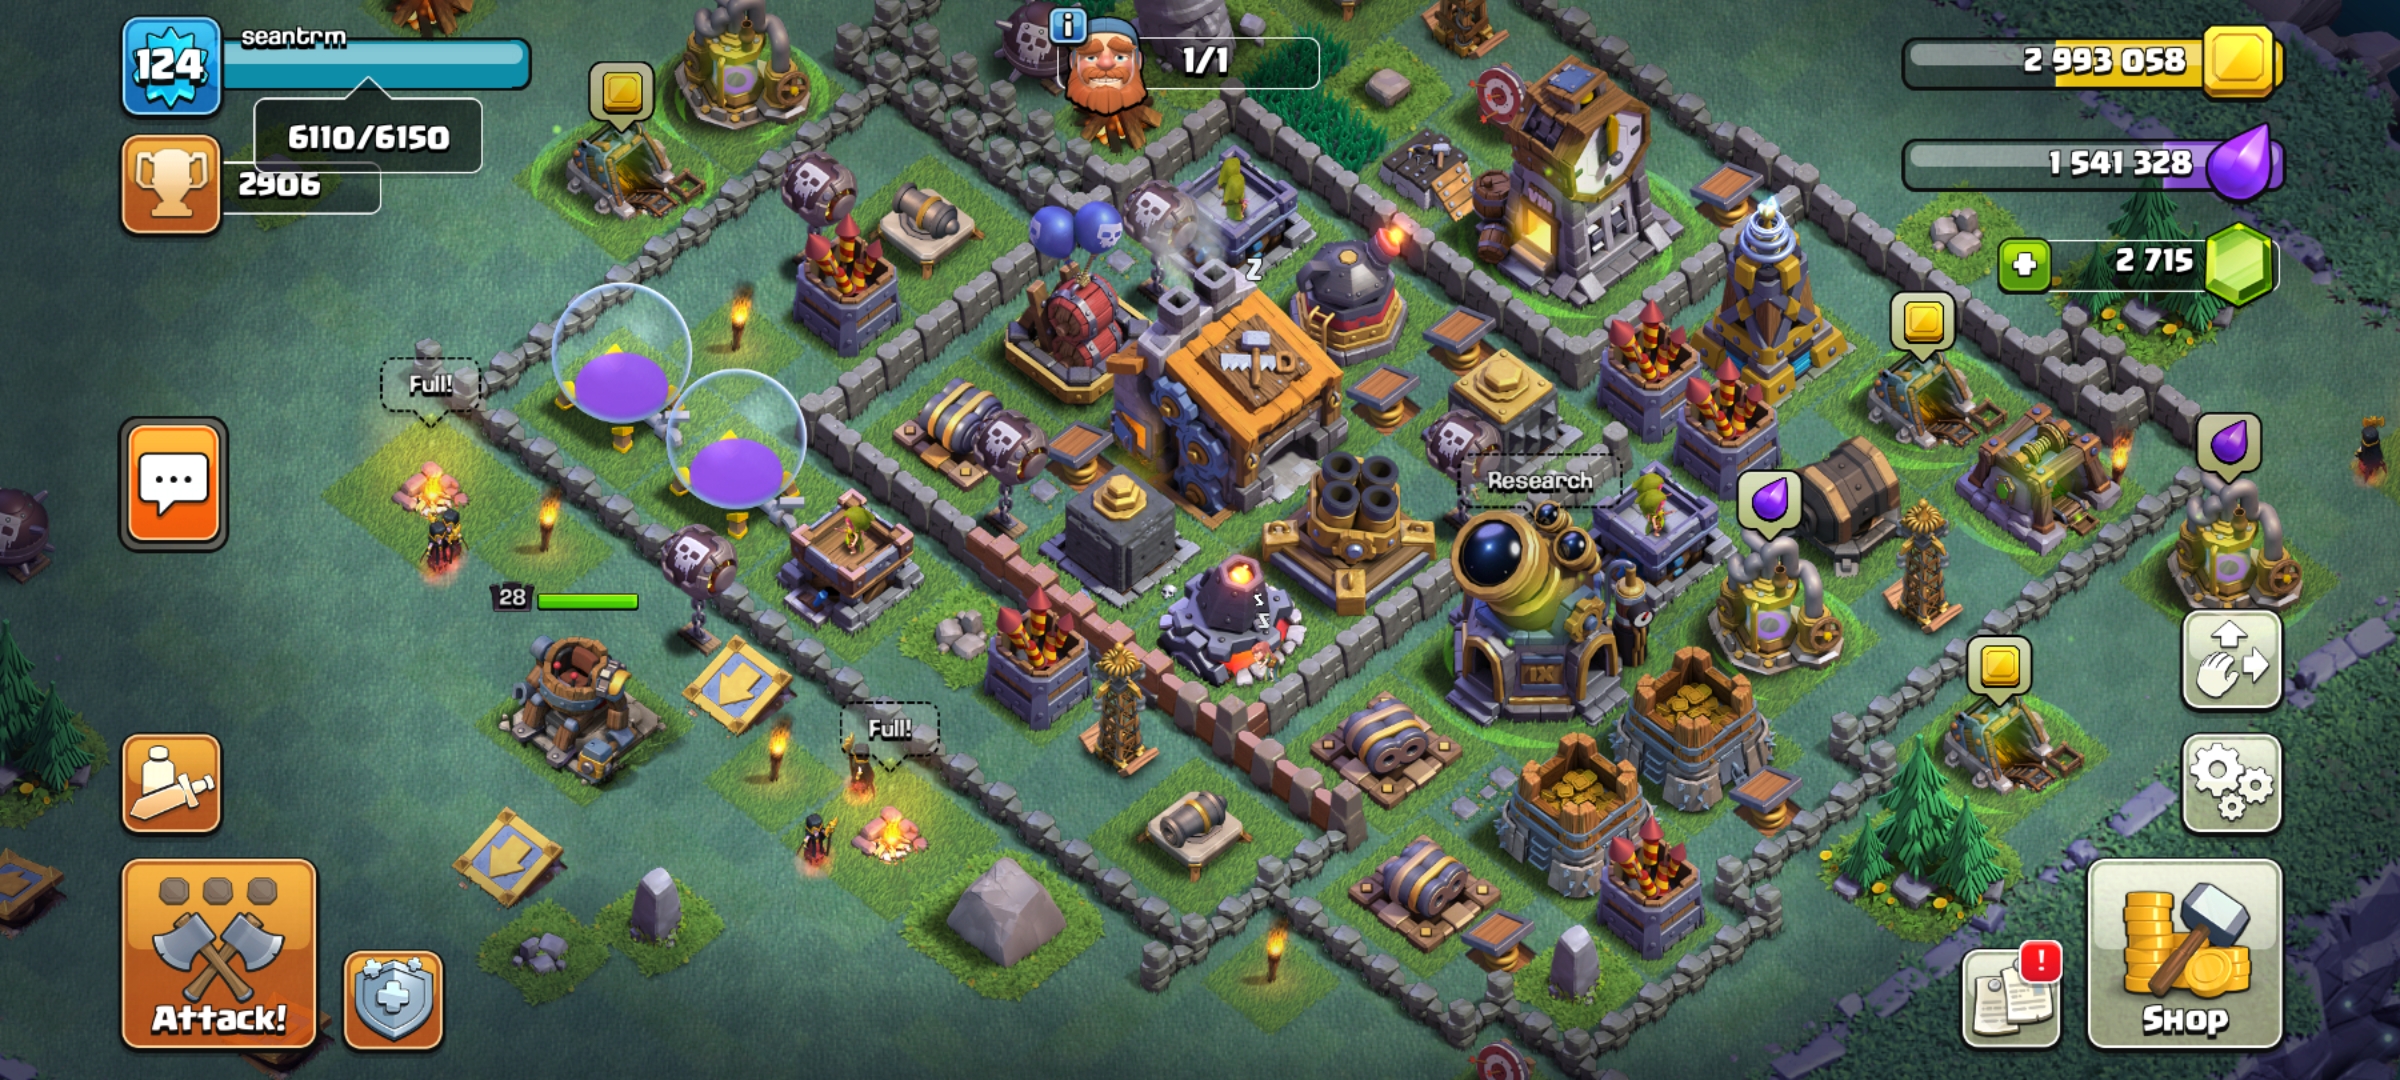 124
seantrm
6110/6150
2906
1/1
2 993 058
1 541 328
2 715
Z
Full!
Research
28
z
z
Full!
IX
!
Attack!
Shop